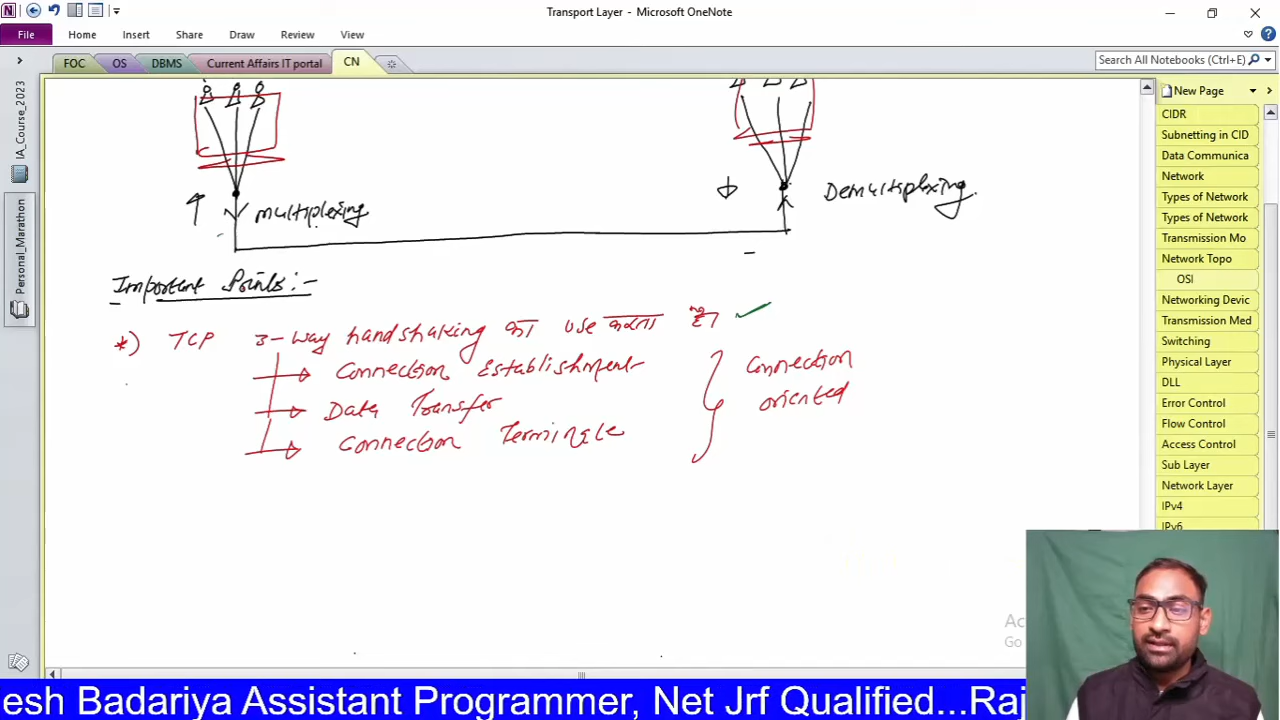 Transport Layer - Microsoft OneNote
File Home Insert Share Draw Review View
FOC OS DBMS Current Affairs IT portal CN
Search All Notebooks (Ctrl+E)
IA_Course_2023
Personal_Marathon
New Page
CIDR
Subnetting in CID
Data Communica
Network
Types of Network
Types of Network
Transmission Mo
Network Topo
OSI
Networking Devic
Transmission Med
Switching
Physical Layer
DLL
Error Control
Flow Control
Access Control
Sub Layer
Network Layer
IPv4
IPv6
Multiplexing
Demultiplexing.
Important Points:-
*) TCP 3-way handshaking का use करता है
Connection Establishment
Data Transfer
Connection Terminate
Connection
oriented
Ac
Go
esh Badariya Assistant Programmer, Net Jrf Qualified...Raj